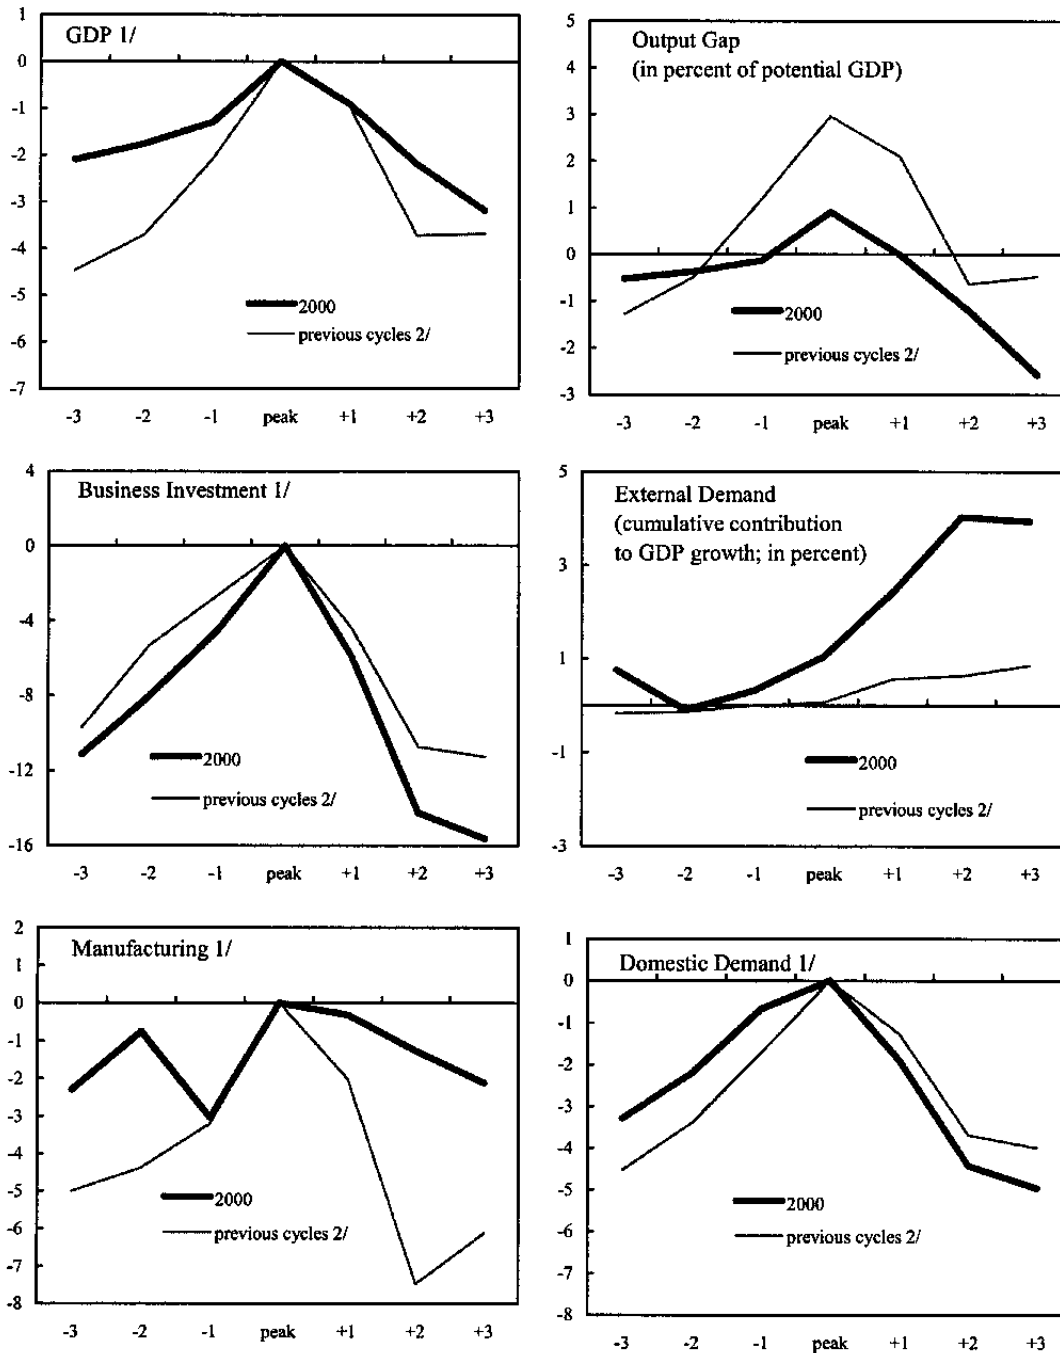 GDP 1/
1
0
-1
-2
-3
-4
-5
-6
-7
2000
previous cycles 2/
-3 -2 -1 peak +1 +2 +3
Output Gap
(in percent of potential GDP)
5
4
3
2
1
0
-1
-2
-3
2000
previous cycles 2/
-3 -2 -1 peak +1 +2 +3
Business Investment 1/
4
0
-4
-8
-12
-16
2000
previous cycles 2/
-3 -2 -1 peak +1 +2 +3
External Demand
(cumulative contribution
to GDP growth; in percent)
5
3
1
-1
-3
2000
previous cycles 2/
-3 -2 -1 peak +1 +2 +3
Manufacturing 1/
2
1
0
-1
-2
-3
-4
-5
-6
-7
-8
2000
previous cycles 2/
-3 -2 -1 peak +1 +2 +3
Domestic Demand 1/
1
0
-1
-2
-3
-4
-5
-6
-7
-8
2000
previous cycles 2/
-3 -2 -1 peak +1 +2 +3